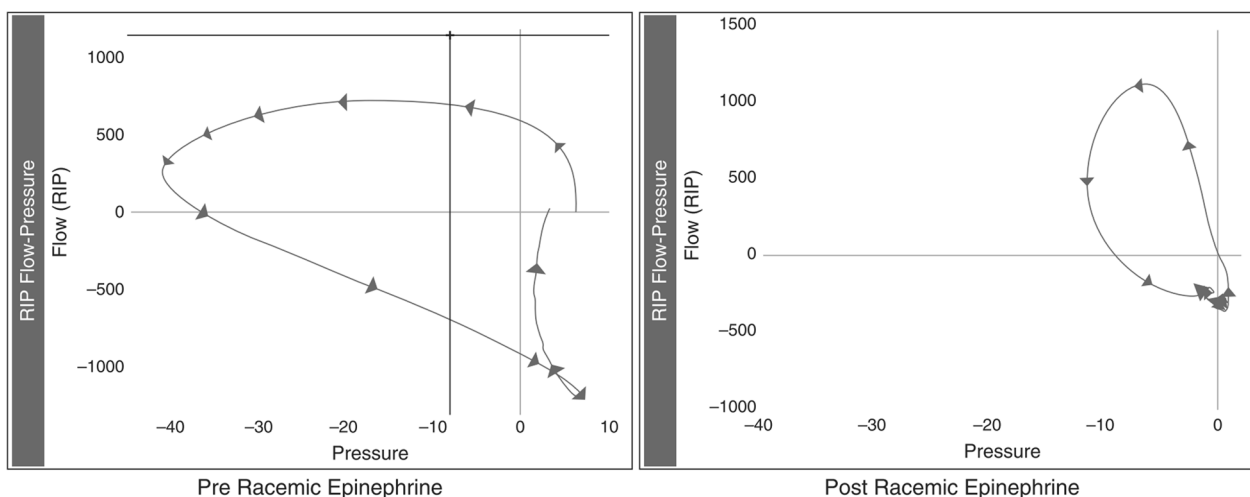 RIP Flow-Pressure
Flow (RIP)
1000
500
0
−500
−1000
−40
−30
−20
−10
0
10
Pressure
Pre Racemic Epinephrine
RIP Flow-Pressure
Flow (RIP)
1500
1000
500
0
−500
−1000
−40
−30
−20
−10
0
Pressure
Post Racemic Epinephrine